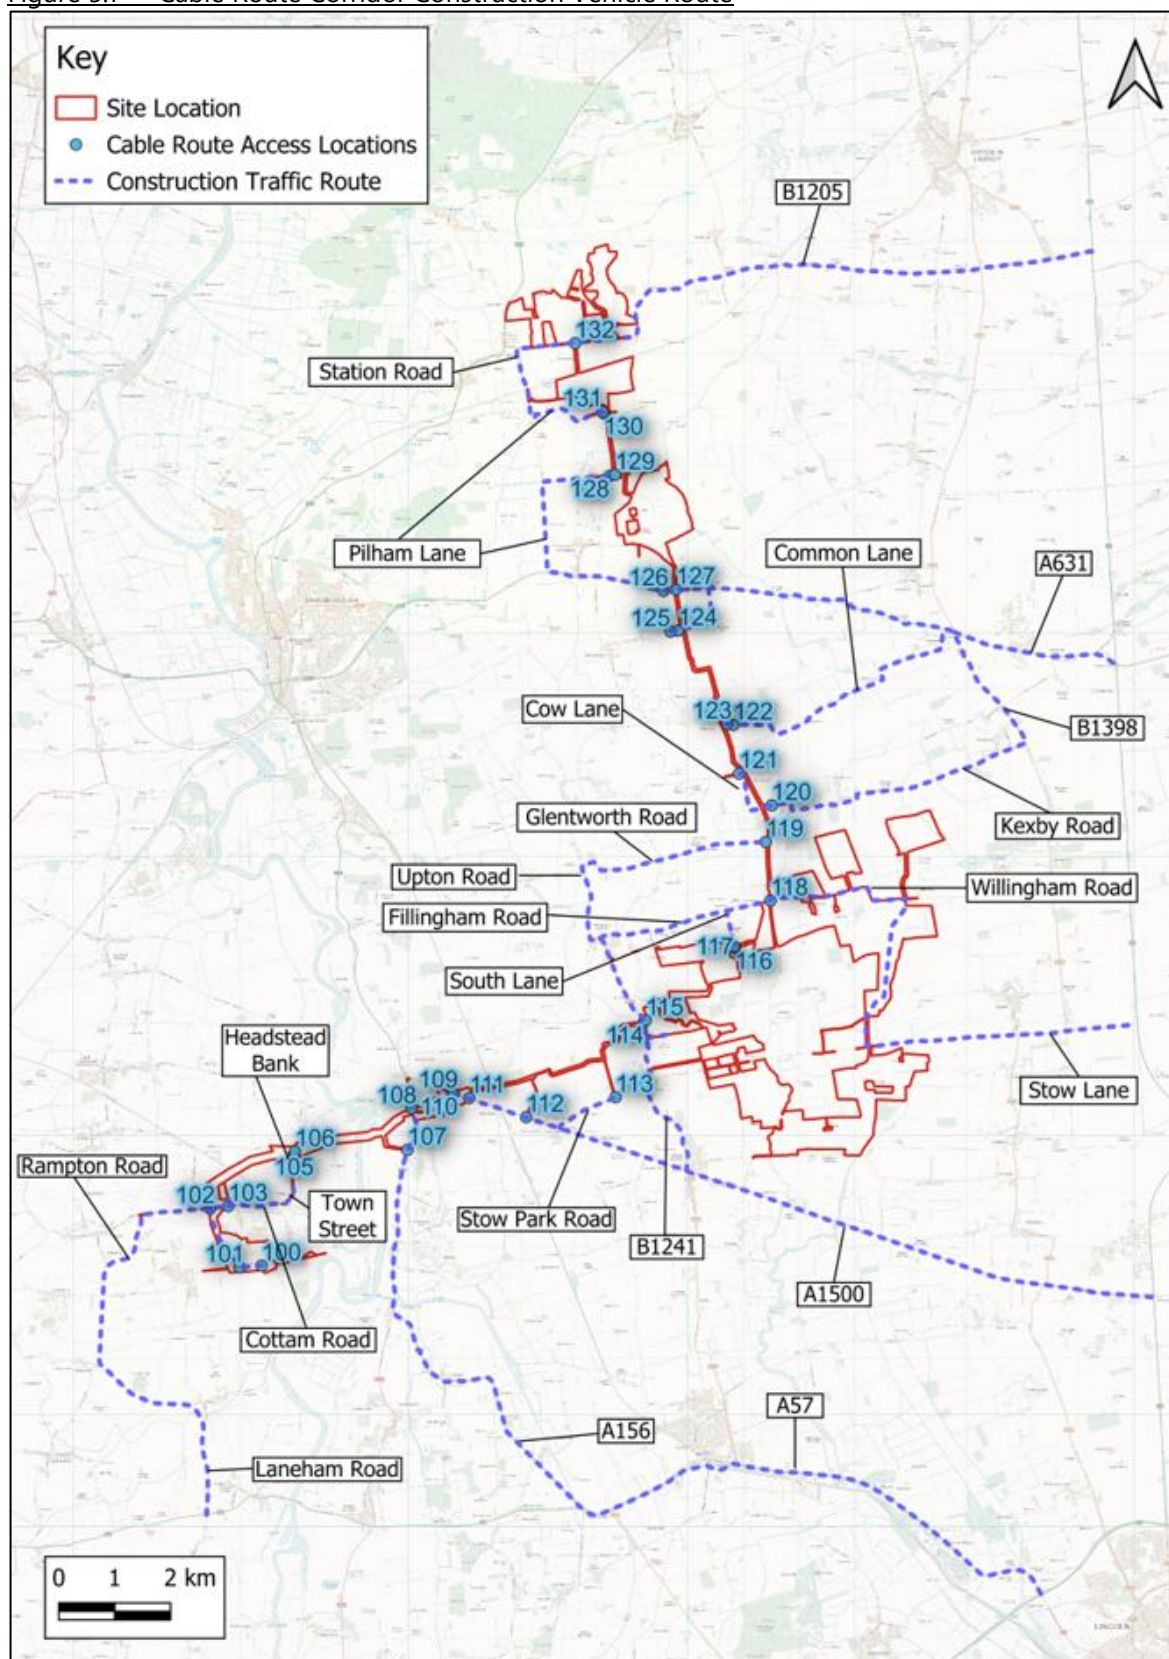 Cable Route Corridor Construction Vehicle Route
Key
Site Location
Cable Route Access Locations
Construction Traffic Route
B1205
132
Station Road
131
130
129
128
Pilham Lane
Common Lane
A631
126
127
125
124
Cow Lane
123
122
B1398
121
120
Glentworth Road
119
Kexby Road
Upton Road
118
Willingham Road
Fillingham Road
117
116
South Lane
115
114
Headstead
Bank
109
111
113
Stow Lane
108
110
112
107
106
105
Rampton Road
102
103
Town
Street
Stow Park Road
B1241
101
100
A1500
Cottam Road
A57
A156
Laneham Road
0 1 2 km
LINCOLN